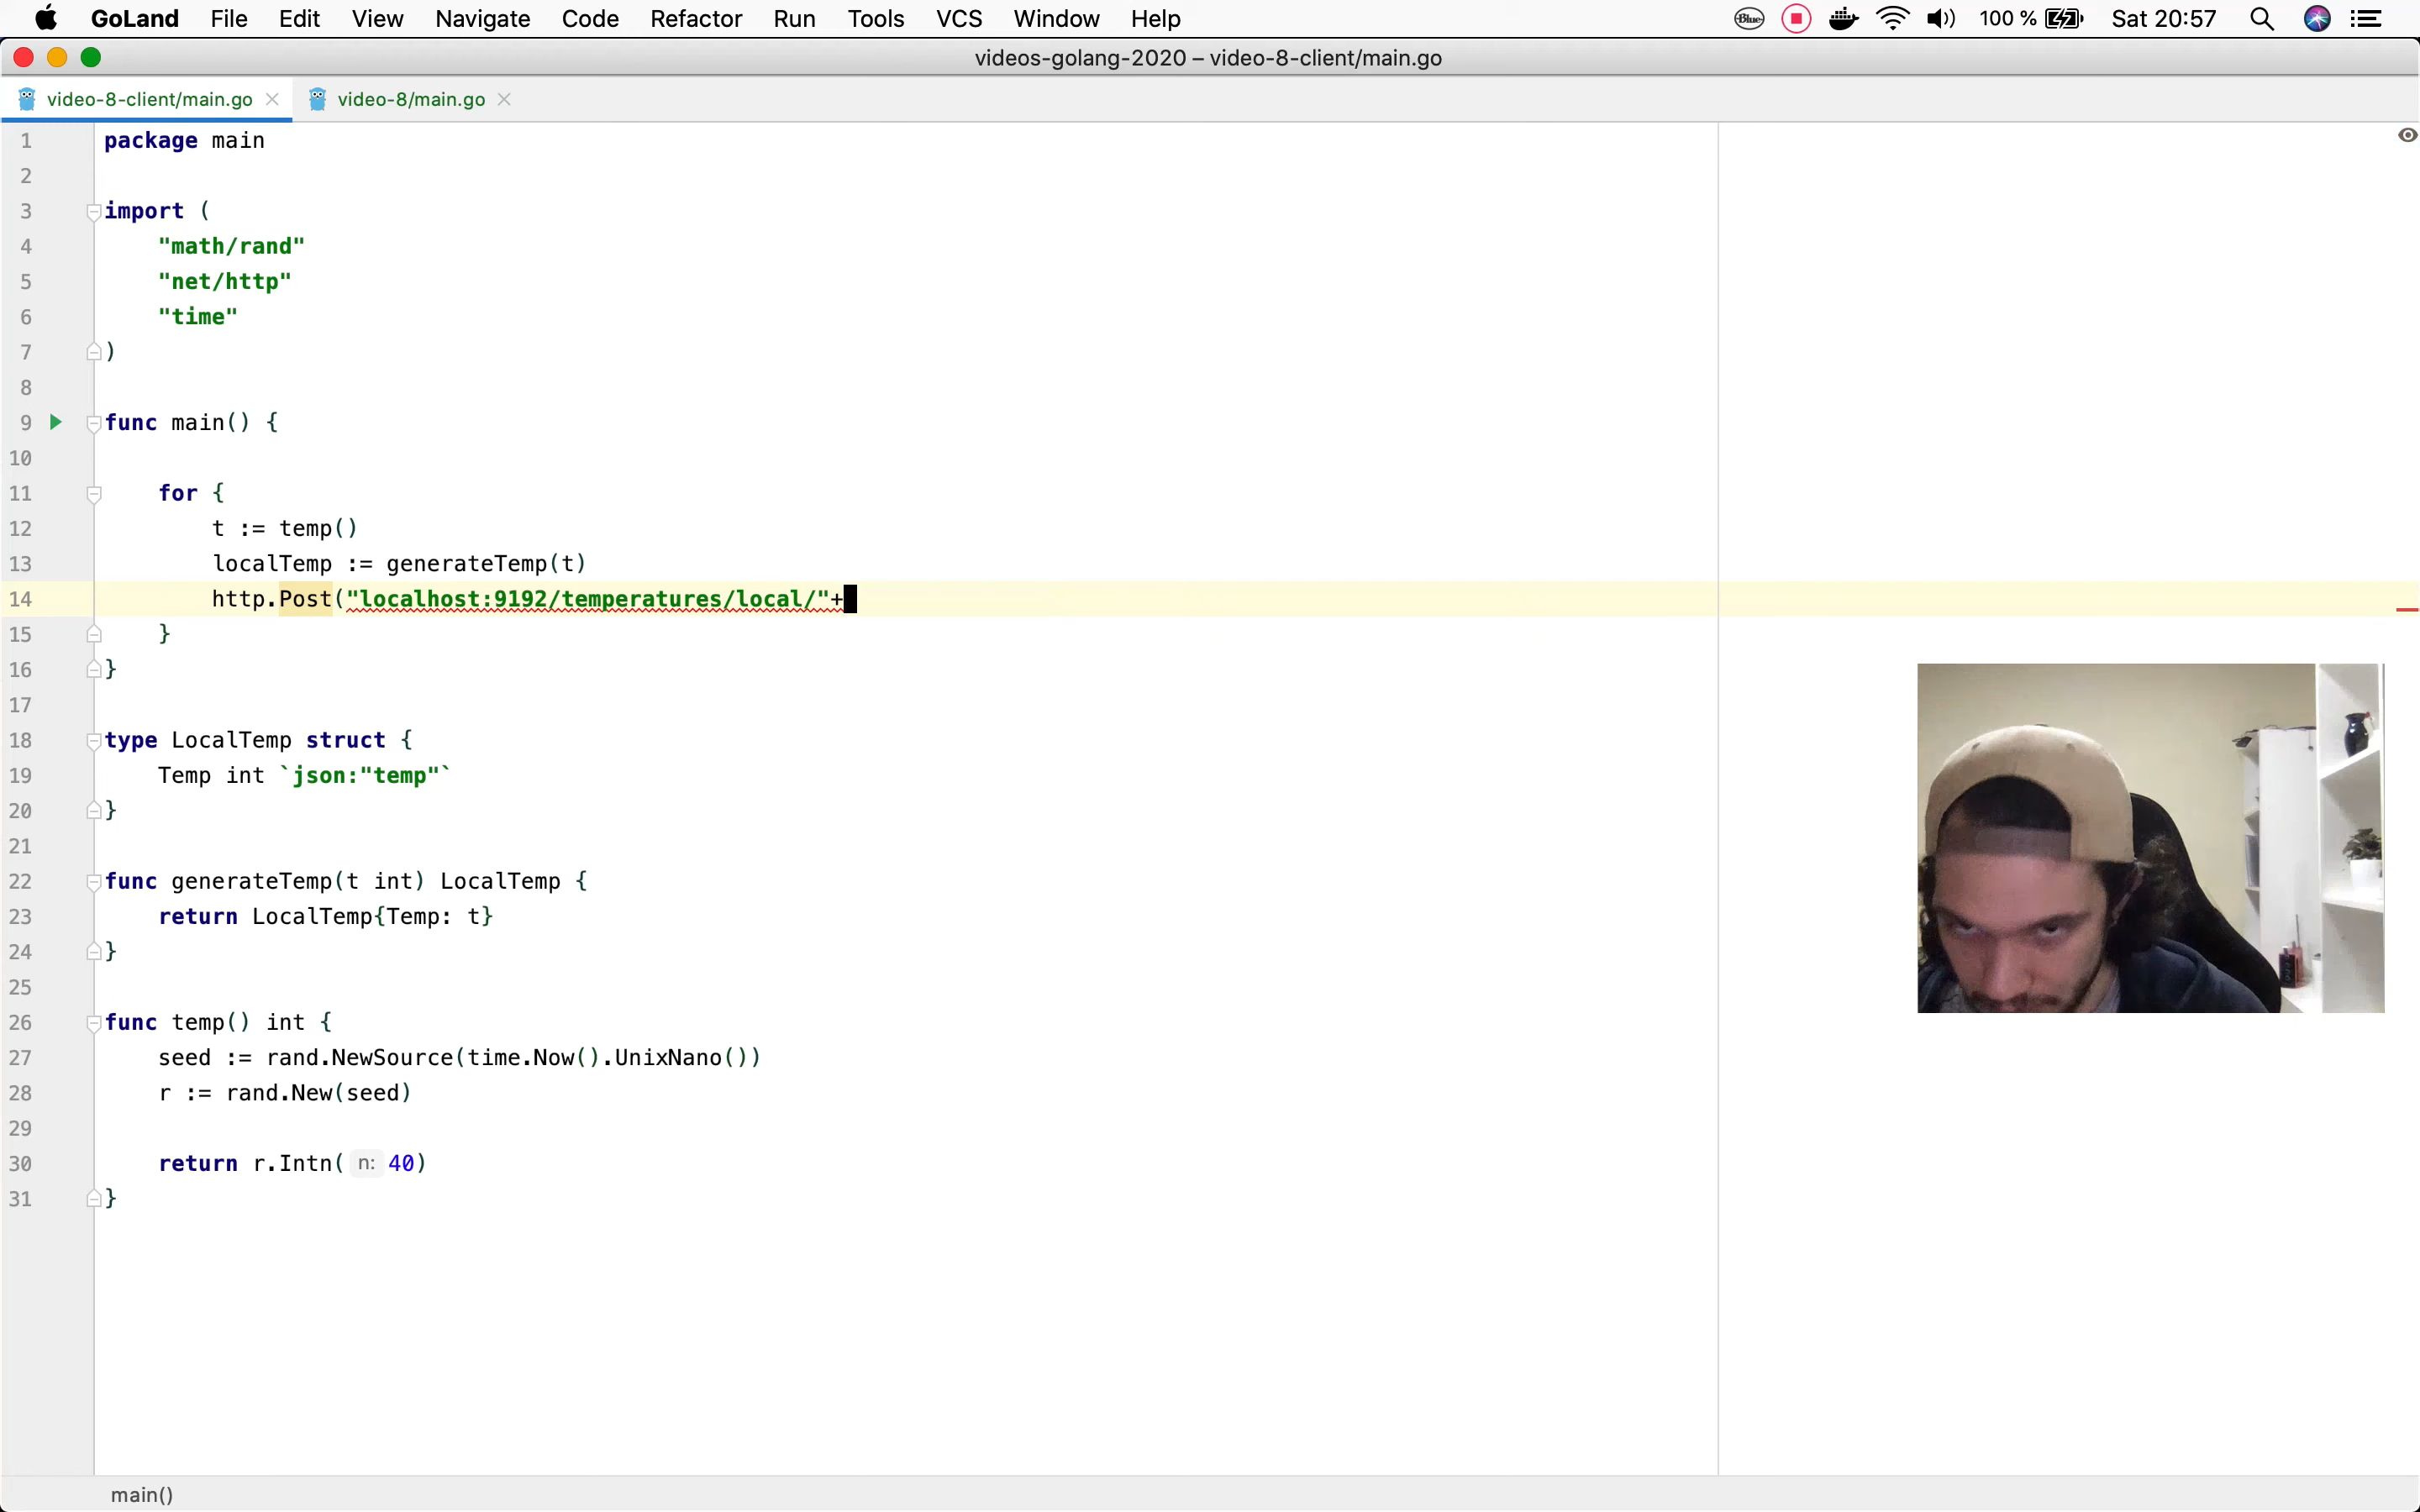 GoLand File Edit View Navigate Code Refactor Run Tools VCS Window Help Blue 100 % Sat 20:57
videos-golang-2020 – video-8-client/main.go
video-8-client/main.go video-8/main.go
1 package main
2
3 import (
4 "math/rand"
5 "net/http"
6 "time"
7 )
8
9 func main() {
10
11 for {
12 t := temp()
13 localTemp := generateTemp(t)
14 http.Post("localhost:9192/temperatures/local/"+
15 }
16 }
17
18 type LocalTemp struct {
19 Temp int `json:"temp"`
20 }
21
22 func generateTemp(t int) LocalTemp {
23 return LocalTemp{Temp: t}
24 }
25
26 func temp() int {
27 seed := rand.NewSource(time.Now().UnixNano())
28 r := rand.New(seed)
29
30 return r.Intn( n: 40)
31 }
main()